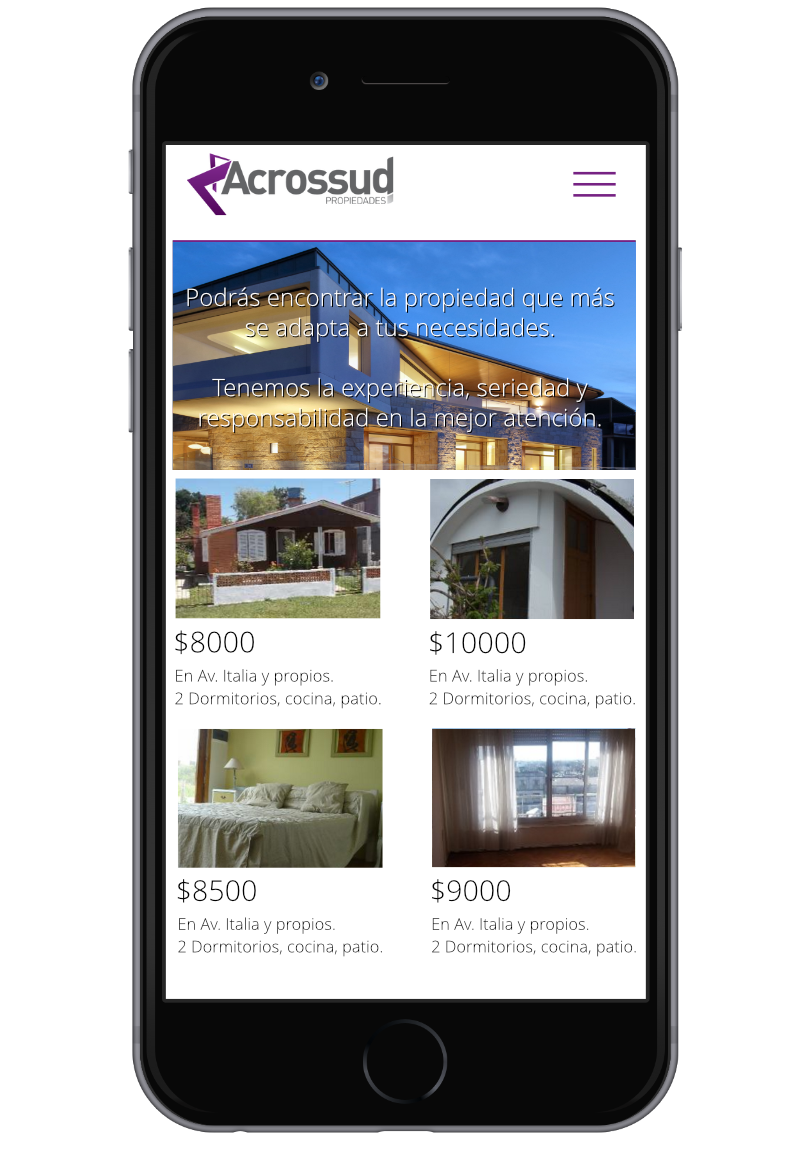 Acrossud
PROPIEDADES
Podrás encontrar la propiedad que más
se adapta a tus necesidades.
Tenemos la experiencia, seriedad y
responsabilidad en la mejor atención.
$8000
En Av. Italia y propios.
2 Dormitorios, cocina, patio.
$10000
En Av. Italia y propios.
2 Dormitorios, cocina, patio.
$8500
En Av. Italia y propios.
2 Dormitorios, cocina, patio.
$9000
En Av. Italia y propios.
2 Dormitorios, cocina, patio.